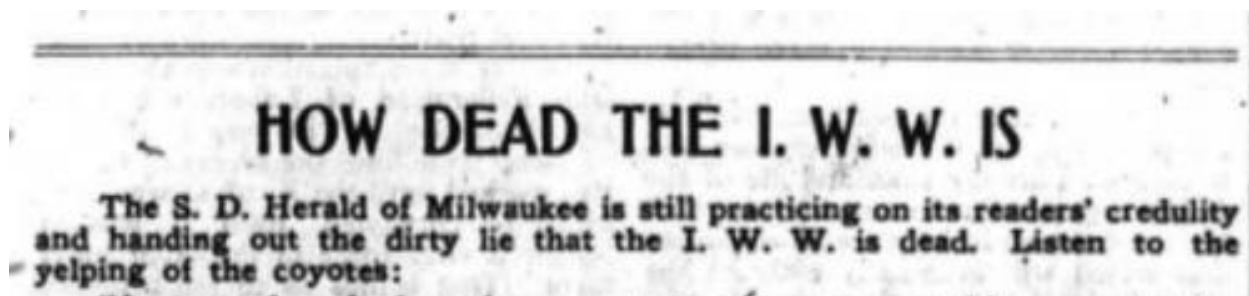 HOW DEAD THE I. W. W. IS
The S. D. Herald of Milwaukee is still practicing on its readers' credulity
and handing out the dirty lie that the I. W. W. is dead. Listen to the
yelping of the coyotes: